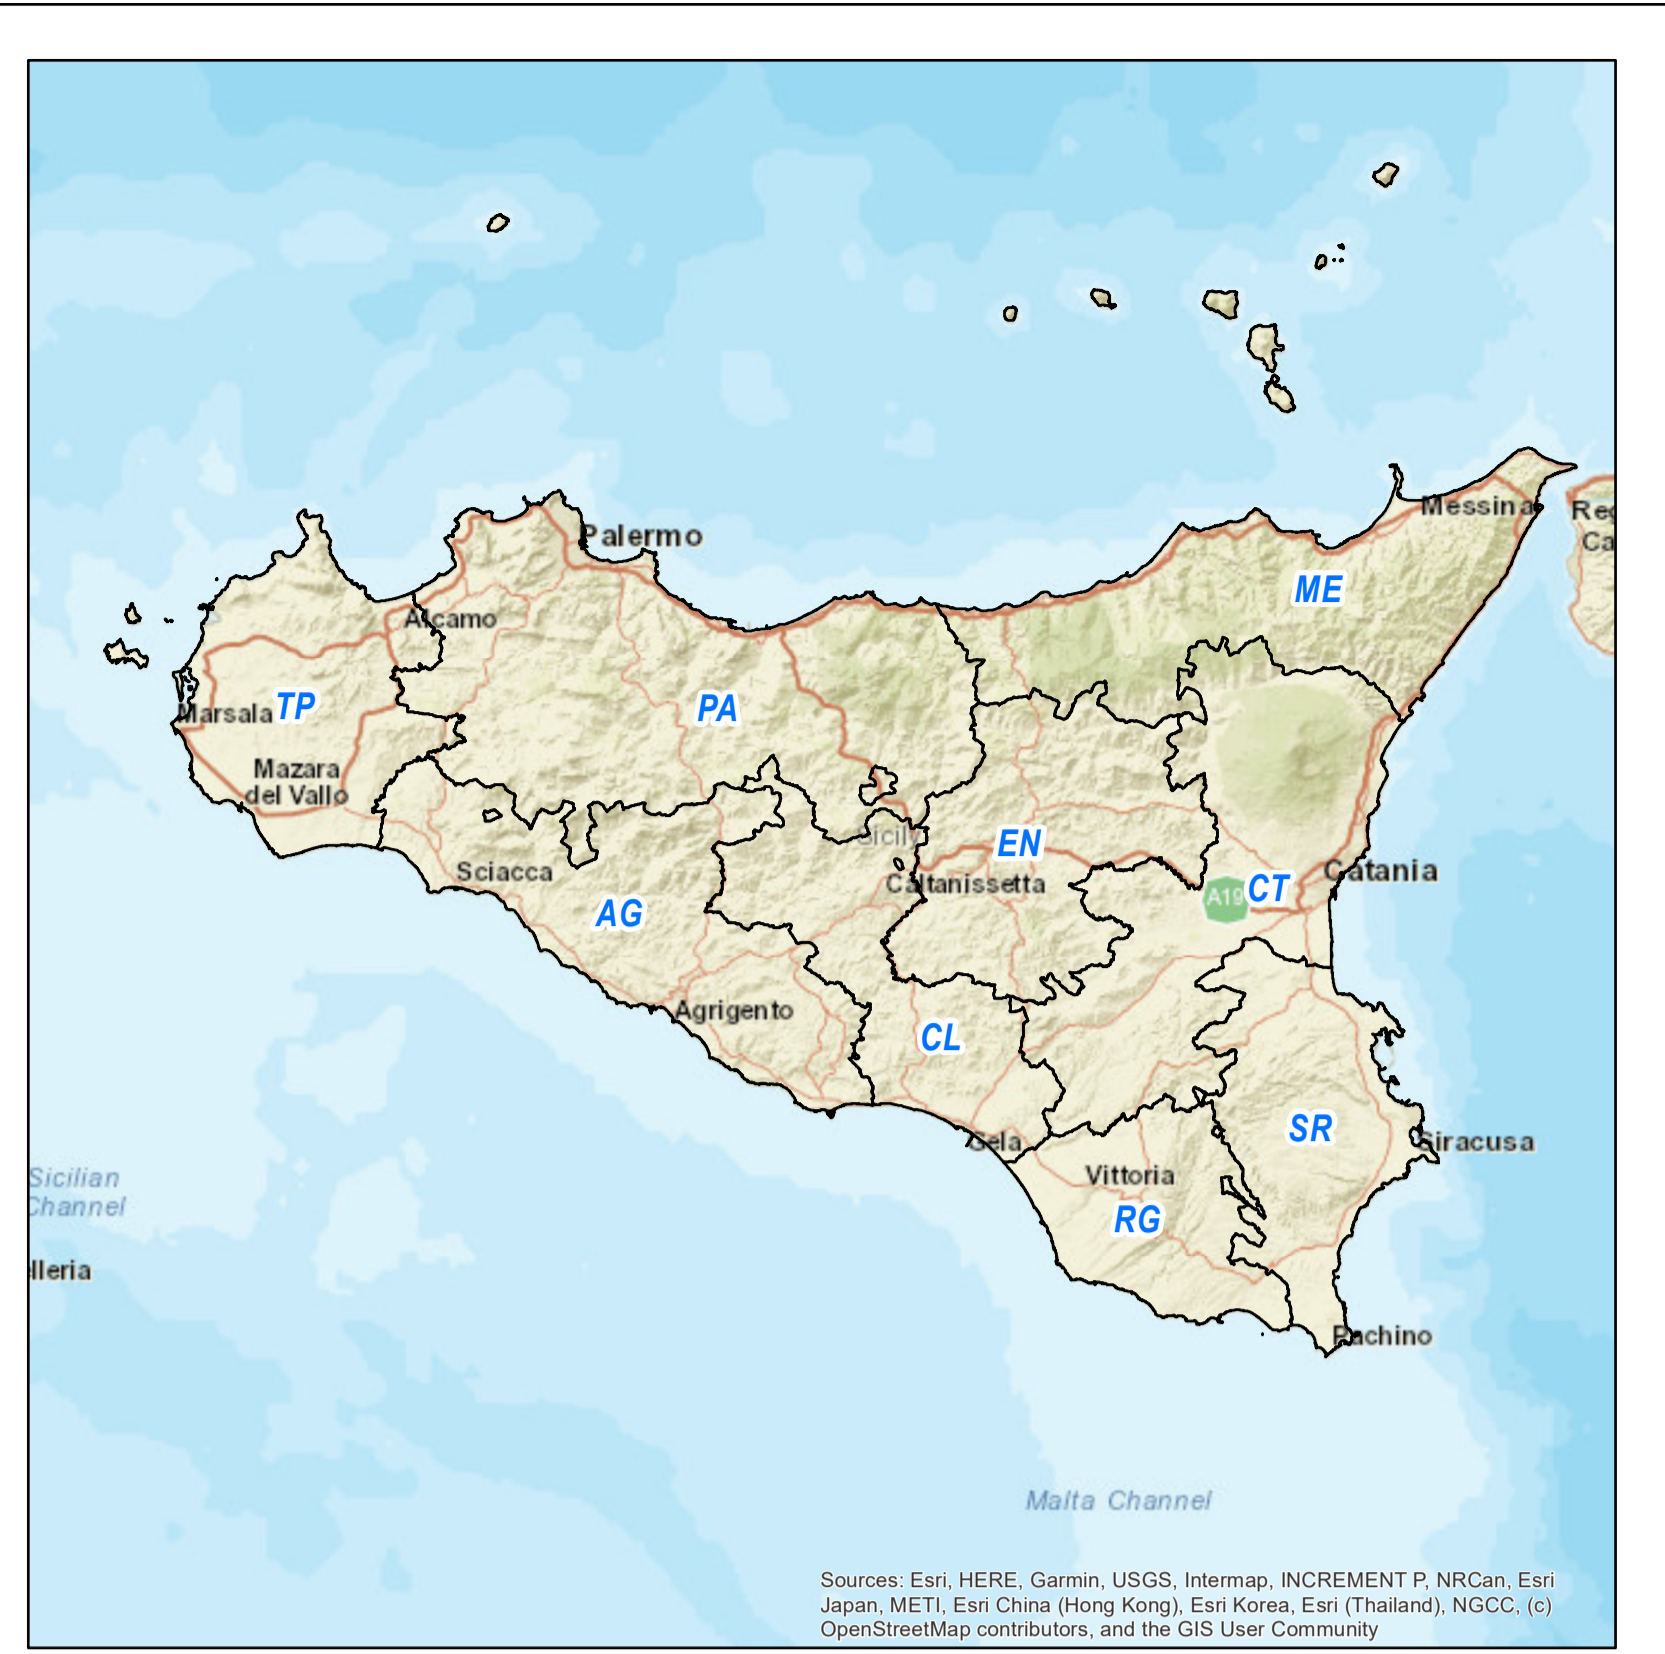 Messina
Reg
Ca
Palermo
ME
Alcamo
TP
PA
Marsala
Mazara
del Vallo
Sicily
EN
Sciacca
Caltanissetta
Catania
A19
CT
AG
Agrigento
CL
SR
Gela
Siracusa
Vittoria
Sicilian
Channel
RG
lleria
Pachino
Malta Channel
Sources: Esri, HERE, Garmin, USGS, Intermap, INCREMENT P, NRCan, Esri
Japan, METI, Esri China (Hong Kong), Esri Korea, Esri (Thailand), NGCC, (c)
OpenStreetMap contributors, and the GIS User Community